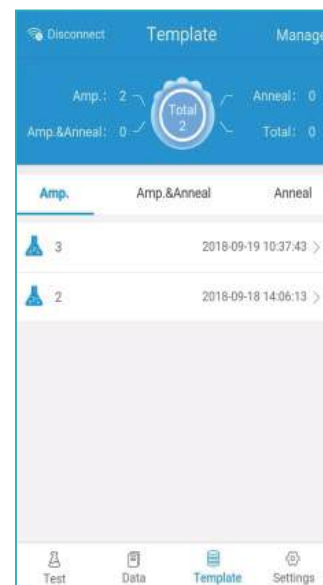 Disconnect Template Manage
Amp.: 2 Total Anneal: 0
Amp.&Anneal: 0 2 Total: 0
Amp. Amp.&Anneal Anneal
3 2018-09-19 10:37:43 >
2 2018-09-18 14:06:13 >
Test Data Template Settings